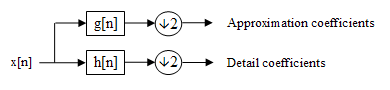 g[n] ↓2 Approximation coefficients
x[n] h[n] ↓2 Detail coefficients